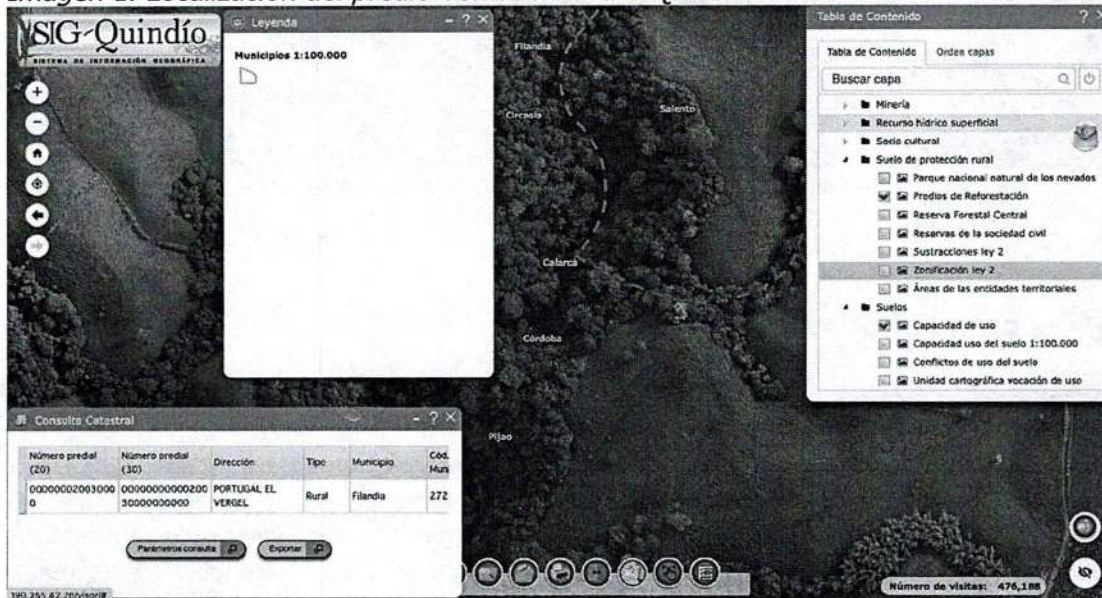 SIG-Quindío
SISTEMA DE INFORMACIÓN GEOGRÁFICA
Leyenda
Municipios 1:100.000
Filandia
Circasia
Salento
Calarcá
Córdoba
Pijao
Tabla de Contenido
Tabla de Contenido Orden capas
Buscar capa
Minería
Recurso hídrico superficial
Socio cultural
Suelo de protección rural
Parque nacional natural de los nevados
Predios de Reforestación
Reserva Forestal Central
Reservas de la sociedad civil
Sustracciones ley 2
Zonificación ley 2
Áreas de las entidades territoriales
Suelos
Capacidad de uso
Capacidad uso del suelo 1:100.000
Conflictos de uso del suelo
Unidad cartográfica vocación de uso
Consulta Catastral
Número predial (20) Número predial (30) Dirección Tipo Municipio Cód. Muni
PORTUGAL EL VERGEL Rural Filandia 272
Parámetros consulta Exportar
Número de visitas: 476,188